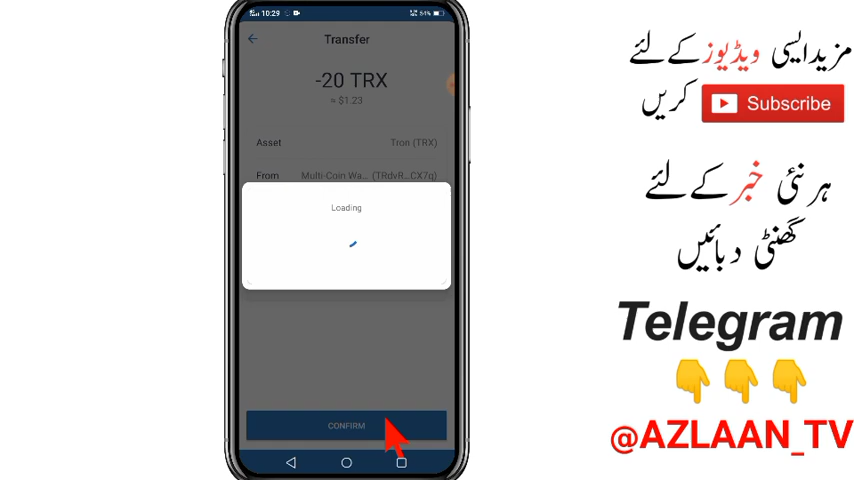 10:29
84%
Transfer
-20 TRX
≈ $1.23
Asset Tron (TRX)
From Multi-Coin Wa... (TRdvR...CX7q)
Loading
CONFIRM
مزید ایسی ویڈیوز کے لئے
Subscribe کریں
ہر نئی خبر کے لئے
گھنٹی دبائیں
Telegram
👇👇👇
@AZLAAN_TV